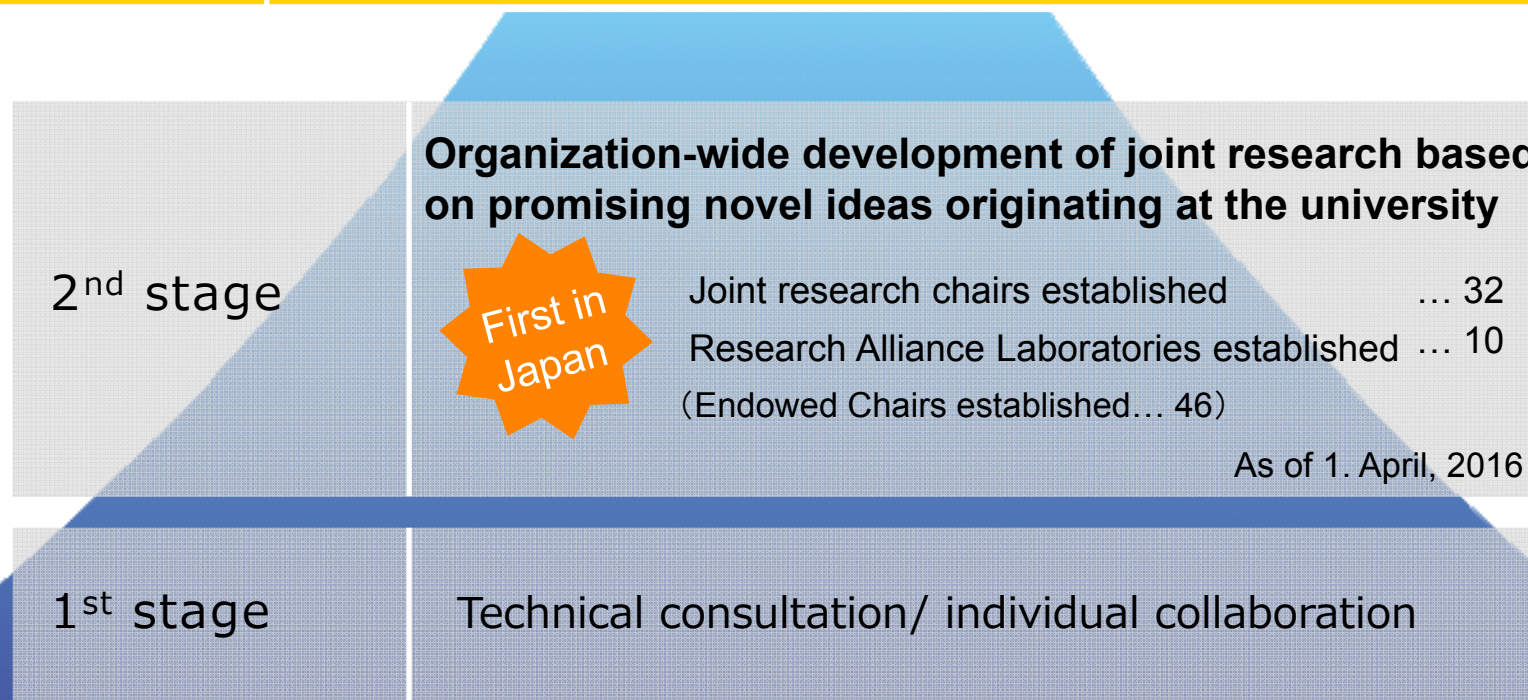 Organization-wide development of joint research based
on promising novel ideas originating at the university
2nd stage
First in
Japan
Joint research chairs established … 32
Research Alliance Laboratories established … 10
（Endowed Chairs established… 46）
As of 1. April, 2016
1st stage
Technical consultation/ individual collaboration